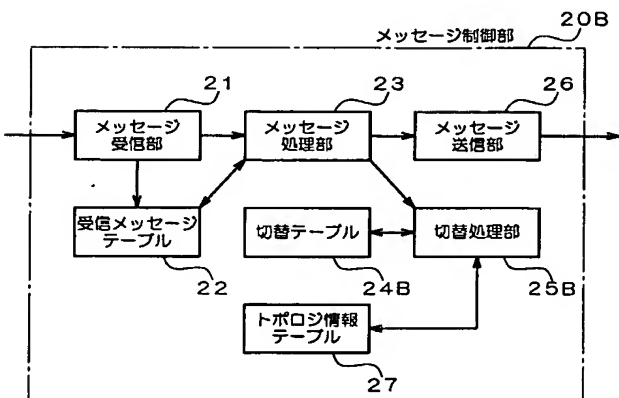 20B
メッセージ制御部
21
23
26
メッセージ
受信部
メッセージ
処理部
メッセージ
送信部
受信メッセージ
テーブル
切替テーブル
切替処理部
22
24B
25B
トポロジ情報
テーブル
27